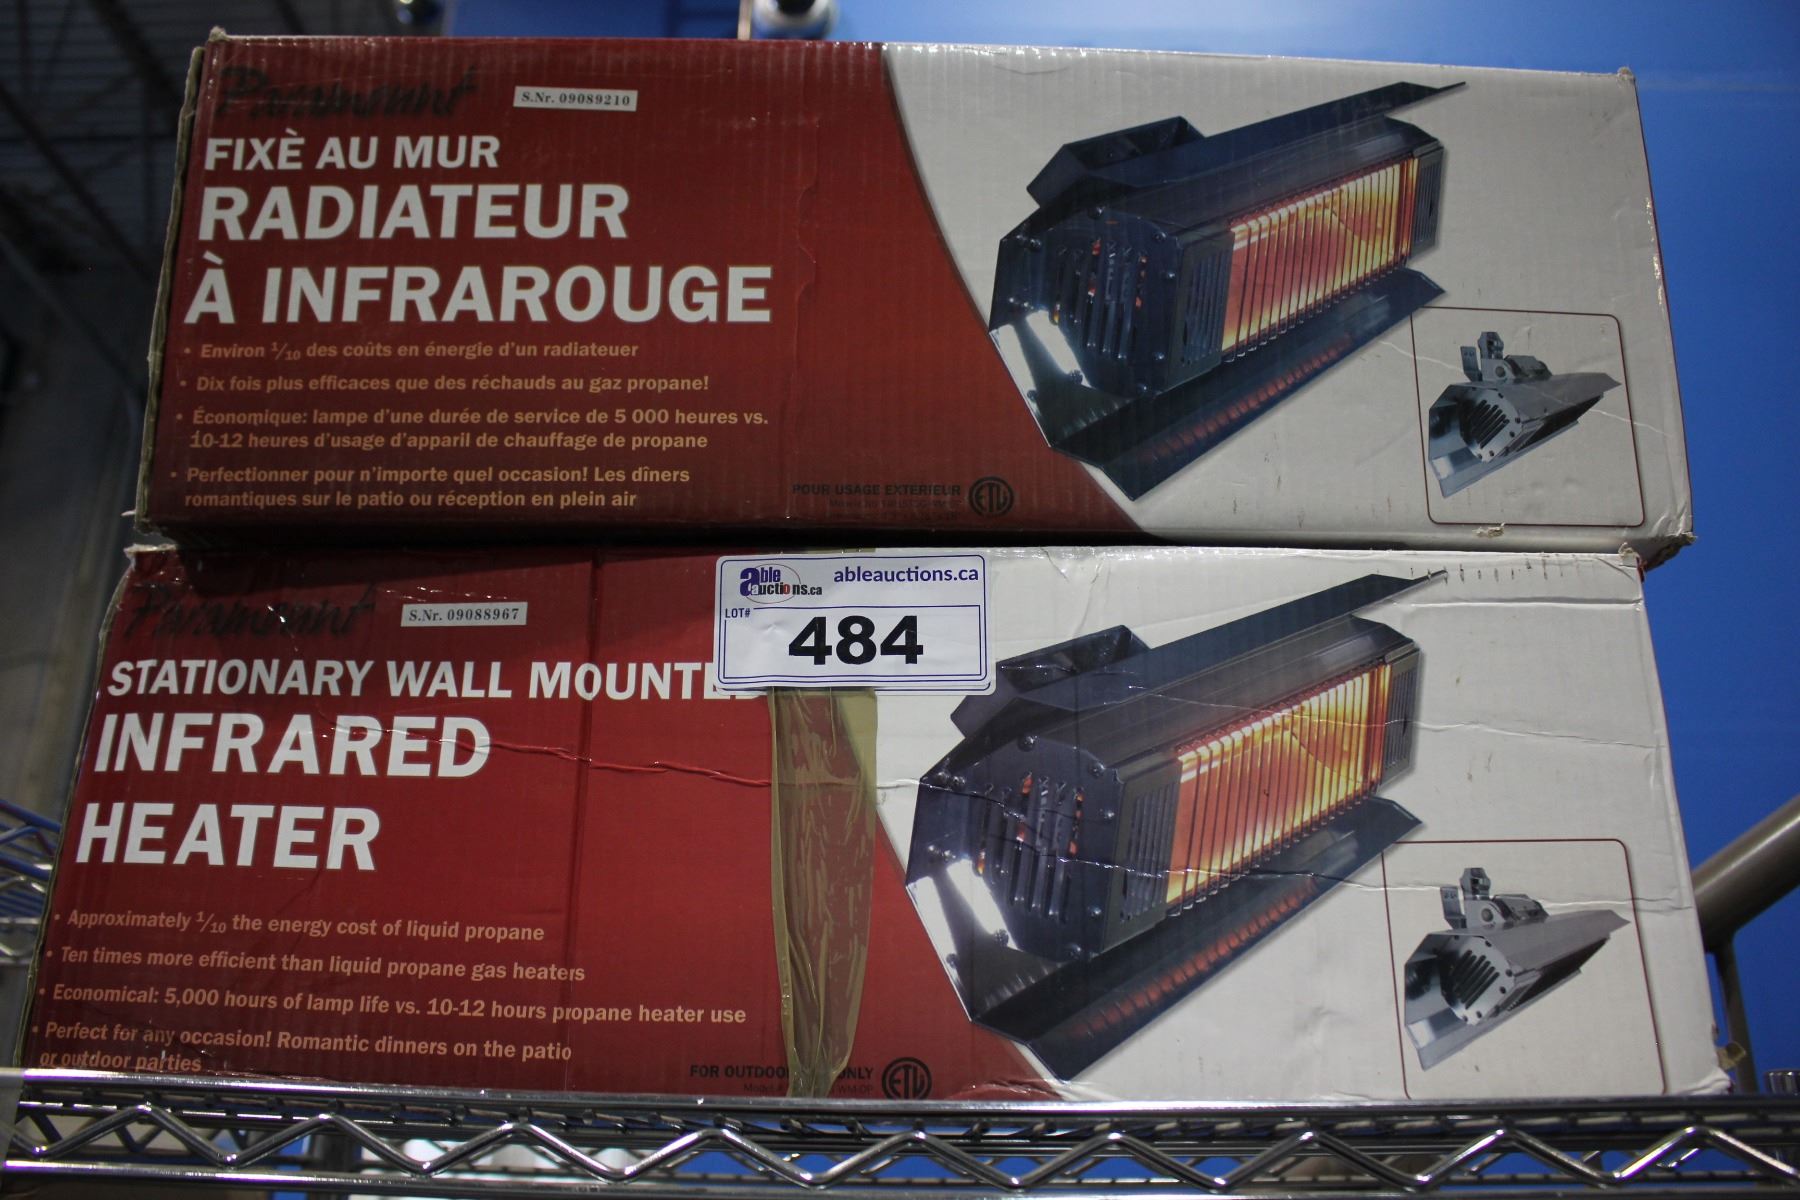 Paramount
S.Nr. 09089210
FIXÈ AU MUR
RADIATEUR
À INFRAROUGE
• Environ 1/10 des coûts en énergie d'un radiateuer
• Dix fois plus efficaces que des réchauds au gaz propane!
• Économique: lampe d'une durée de service de 5 000 heures vs.
10-12 heures d'usage d'apparil de chauffage de propane
• Perfectionner pour n'importe quel occasion! Les dîners
romantiques sur le patio ou réception en plein air
POUR USAGE EXTERIEUR
ETL
Paramount
S.Nr. 09088967
STATIONARY WALL MOUNTE
INFRARED
HEATER
• Approximately 1/10 the energy cost of liquid propane
• Ten times more efficient than liquid propane gas heaters
• Economical: 5,000 hours of lamp life vs. 10-12 hours propane heater use
• Perfect for any occasion! Romantic dinners on the patio
or outdoor parties
FOR OUTDOO NLY
ETL
able auctions.ca
ableauctions.ca
LOT#
484